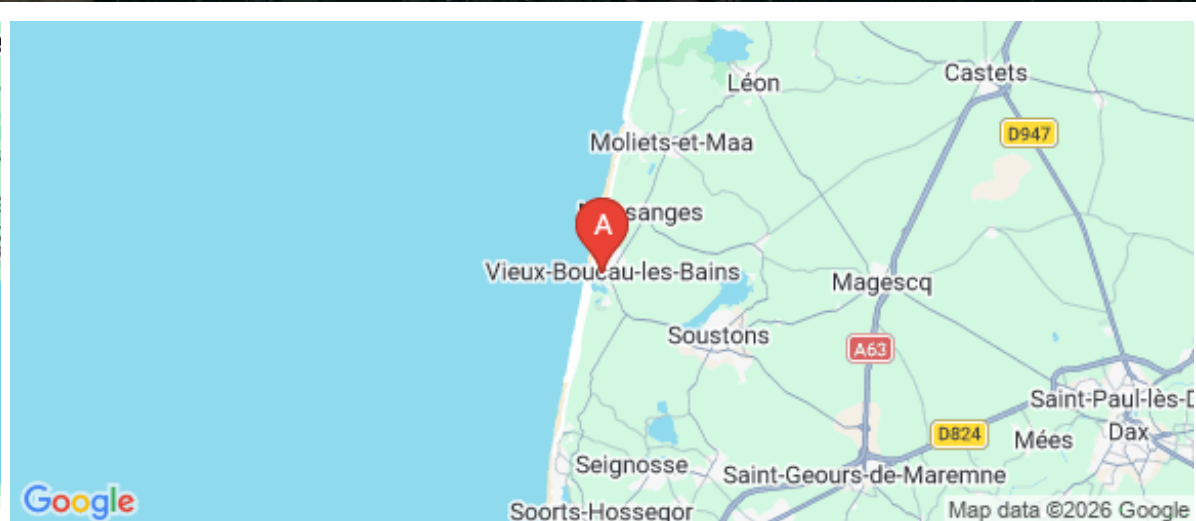 Léon
Castets
D947
Moliets-et-Maa
sanges
A
Vieux-Boucau-les-Bains
Magescq
Soustons
A63
Saint-Paul-lès-D
D824
Mées
Dax
Seignosse
Saint-Geours-de-Maremne
Soorts-Hossegor
Google
Map data ©2026 Google